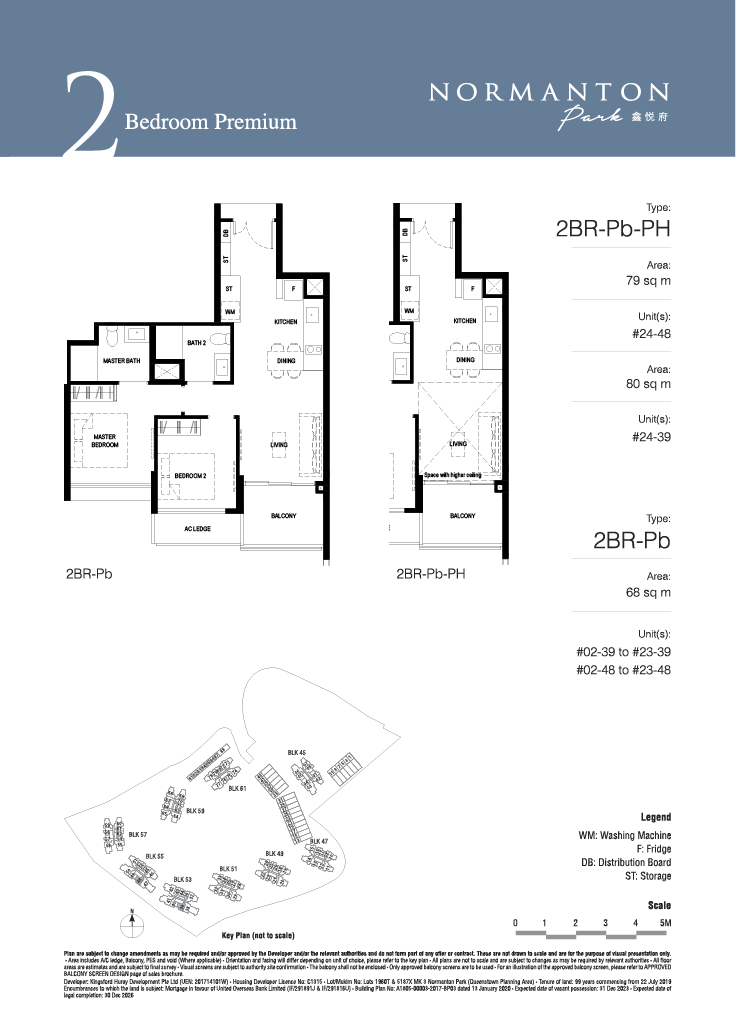 2 Bedroom Premium
NORMANTON
Park 鑫悦府
DB
ST
ST
WM
F
KITCHEN
DINING
MASTER BATH
BATH 2
MASTER
BEDROOM
BEDROOM 2
LIVING
BALCONY
AC LEDGE
2BR-Pb
DB
ST
ST
WM
F
KITCHEN
DINING
LIVING
Space with higher ceiling
BALCONY
2BR-Pb-PH
Type:
2BR-Pb-PH
Area:
79 sq m
Unit(s):
#24-48
Area:
80 sq m
Unit(s):
#24-39
Type:
2BR-Pb
Area:
68 sq m
Unit(s):
#02-39 to #23-39
#02-48 to #23-48
BLK 45
BLK 61
BLK 59
BLK 57
BLK 55
BLK 53
BLK 51
BLK 49
BLK 47
N
Key Plan (not to scale)
Legend
WM: Washing Machine
F: Fridge
DB: Distribution Board
ST: Storage
Scale
0 1 2 3 4 5M
Plan are subject to change amendments as may be required and/or approved by the Developer and/or the relevant authorities and do not form part of any offer or contract. These are not drawn to scale and are for the purpose of visual presentation only.
- Area includes A/C ledge, Balcony, PES and void (Where applicable) - Orientation and facing will differ depending on unit of choice, please refer to the key plan - All plans are not to scale and are subject to changes as may be required by relevant authorities - All floor
areas are estimates and are subject to final survey - Visual screens are subject to authority site confirmation - The balcony shall not be enclosed - Only approved balcony screens are to be used - For an illustration of the approved balcony screen, please refer to APPROVED
BALCONY SCREEN DESIGN page of sales brochure.
Developer: Kingsford Huray Development Pte Ltd (UEN: 201714101W) - Housing Developer Licence No: C1315 - Lot/Mukim No: Lots 1960T & 5187X MK 3 Normanton Park (Queenstown Planning Area) - Tenure of land: 99 years commencing from 22 July 2019
Encumbrances to which the land is subject: Mortgage in favour of United Overseas Bank Limited (IF/291891J & IF/291816U) - Building Plan No: A1805-00003-2017-BP03 dated 13 January 2020 - Expected date of vacant possession: 31 Dec 2023 - Expected date of
legal completion: 30 Dec 2026